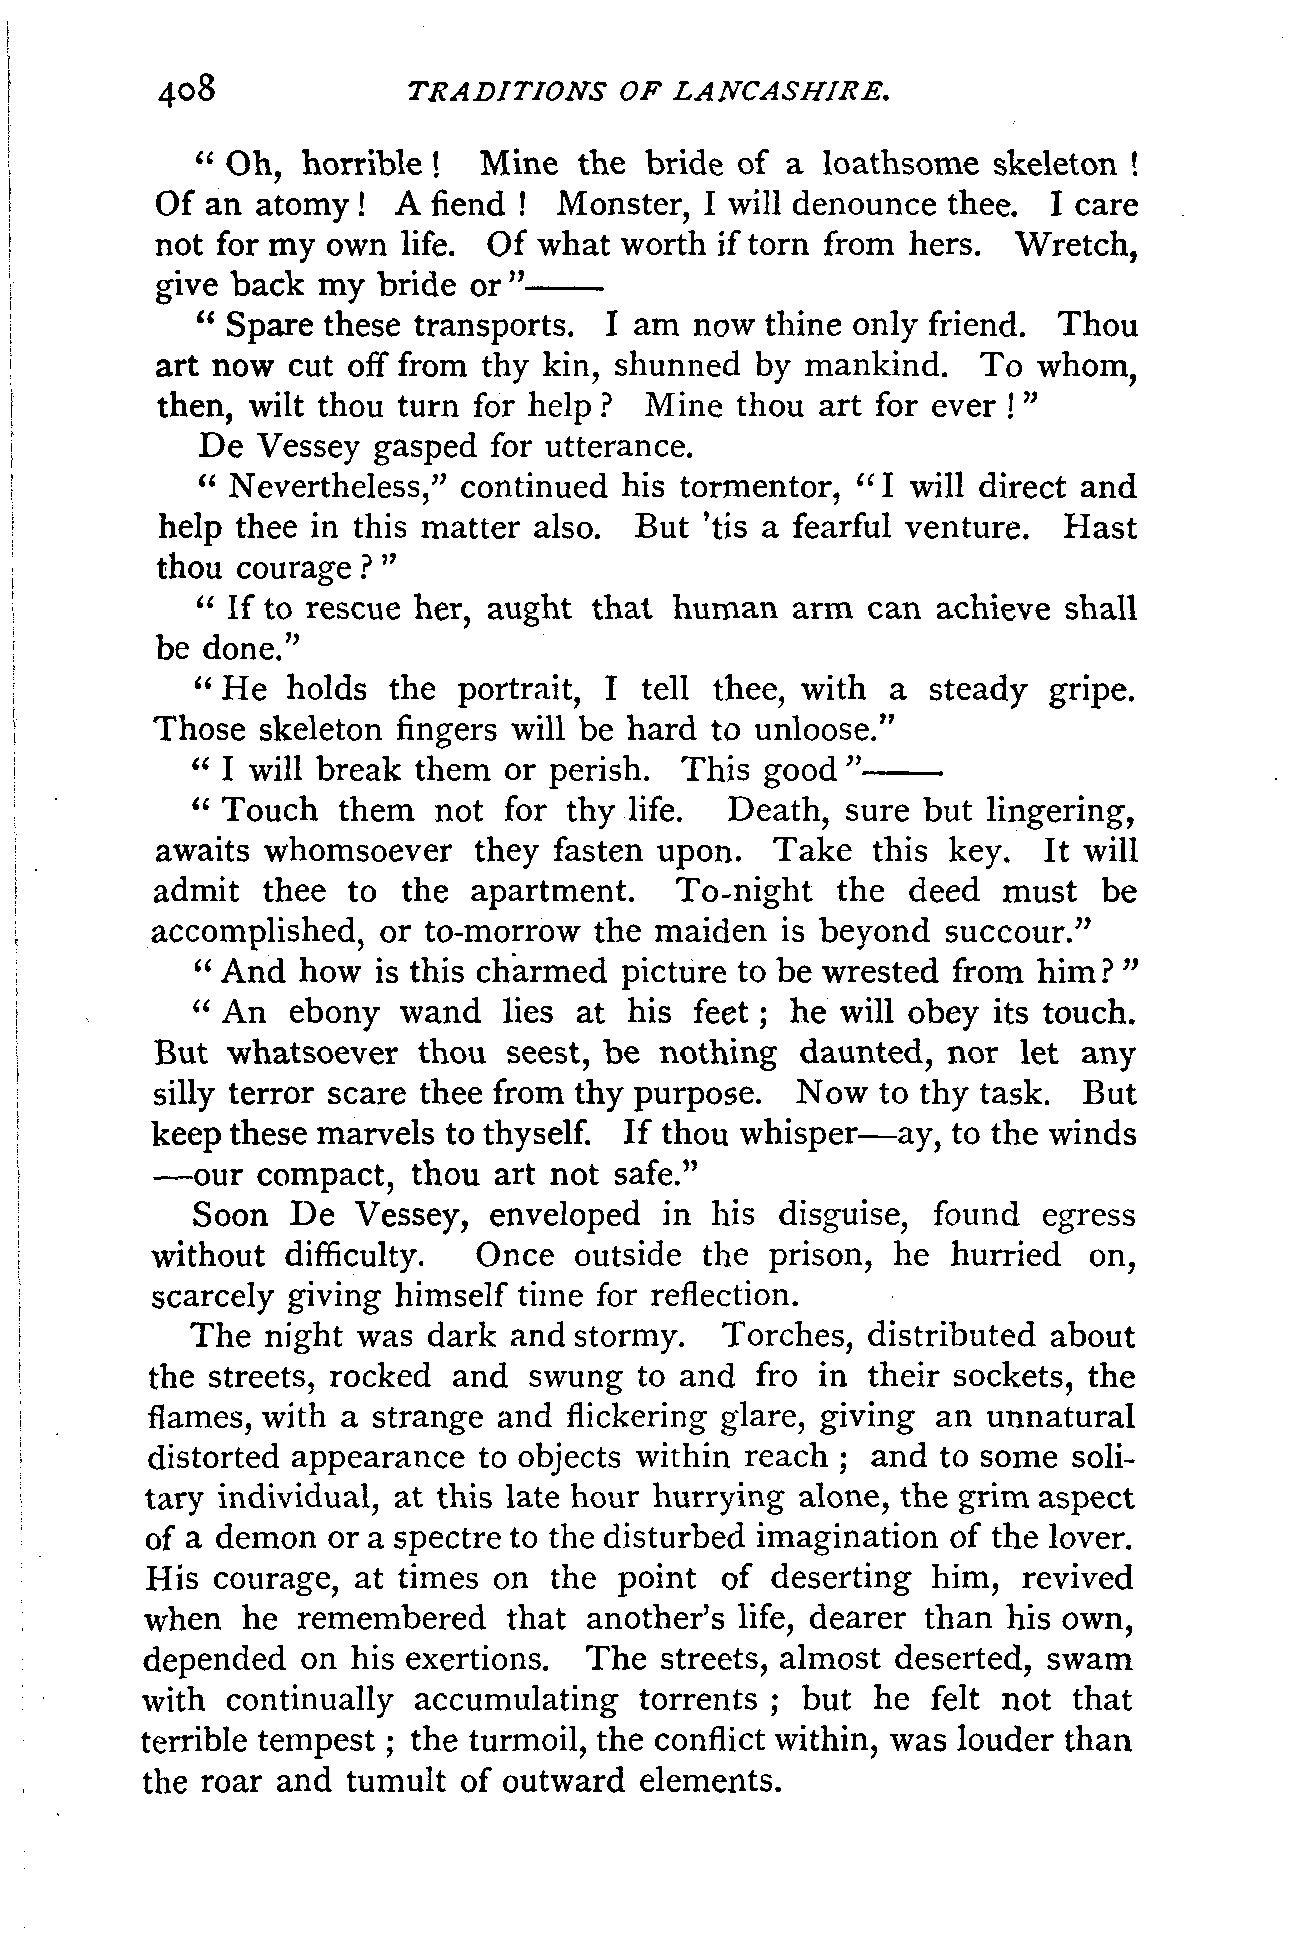 408 TRADITIONS OF LANCASHIRE.
“ Oh, horrible ! Mine the bride of a loathsome skeleton !
Of an atomy ! A fiend ! Monster, I will denounce thee. I care
not for my own life. Of what worth if torn from hers. Wretch,
give back my bride or ”——
“ Spare these transports. I am now thine only friend. Thou
art now cut off from thy kin, shunned by mankind. To whom,
then, wilt thou turn for help ? Mine thou art for ever ! ”
De Vessey gasped for utterance.
“ Nevertheless,” continued his tormentor, “ I will direct and
help thee in this matter also. But ’tis a fearful venture. Hast
thou courage ? ”
“ If to rescue her, aught that human arm can achieve shall
be done.”
“ He holds the portrait, I tell thee, with a steady gripe.
Those skeleton fingers will be hard to unloose.”
“ I will break them or perish. This good ”——
“ Touch them not for thy life. Death, sure but lingering,
awaits whomsoever they fasten upon. Take this key. It will
admit thee to the apartment. To-night the deed must be
accomplished, or to-morrow the maiden is beyond succour.”
“ And how is this charmed picture to be wrested from him? ”
“ An ebony wand lies at his feet ; he will obey its touch.
But whatsoever thou seest, be nothing daunted, nor let any
silly terror scare thee from thy purpose. Now to thy task. But
keep these marvels to thyself. If thou whisper—ay, to the winds
—our compact, thou art not safe.”
Soon De Vessey, enveloped in his disguise, found egress
without difficulty. Once outside the prison, he hurried on,
scarcely giving himself time for reflection.
The night was dark and stormy. Torches, distributed about
the streets, rocked and swung to and fro in their sockets, the
flames, with a strange and flickering glare, giving an unnatural
distorted appearance to objects within reach ; and to some soli-
tary individual, at this late hour hurrying alone, the grim aspect
of a demon or a spectre to the disturbed imagination of the lover.
His courage, at times on the point of deserting him, revived
when he remembered that another’s life, dearer than his own,
depended on his exertions. The streets, almost deserted, swam
with continually accumulating torrents ; but he felt not that
terrible tempest ; the turmoil, the conflict within, was louder than
the roar and tumult of outward elements.